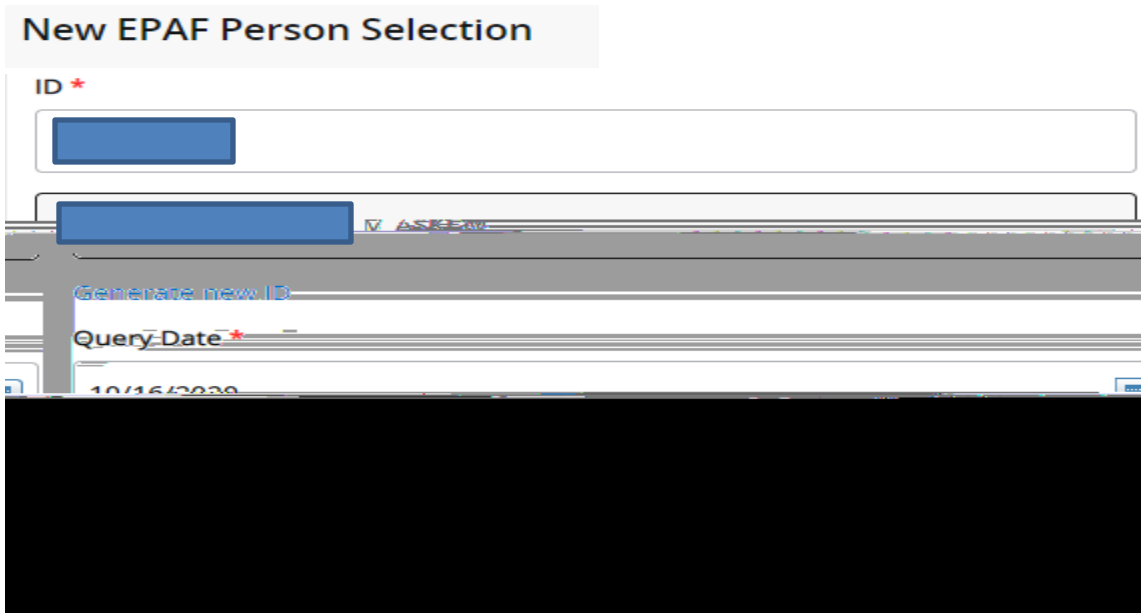 New EPAF Person Selection
ID *
Generate new ID
Query Date *